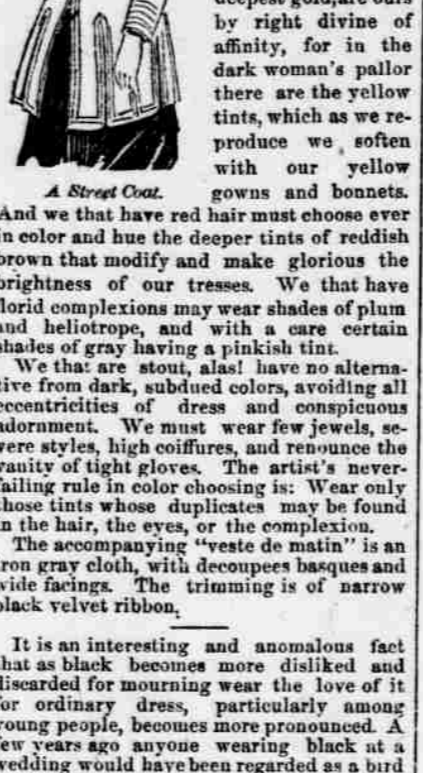 deepest gold, are ours
by right divine of
affinity, for in the
dark woman's pallor
there are the yellow
tints, which as we re-
produce we soften
with our yellow
gowns and bonnets.
A Street Coat.
And we that have red hair must choose ever
in color and hue the deeper tints of reddish
brown that modify and make glorious the
brightness of our tresses. We that have
florid complexions may wear shades of plum
and heliotrope, and with a care certain
shades of gray having a pinkish tint.
We that are stout, alas! have no alterna-
tive from dark, subdued colors, avoiding all
eccentricities of dress and conspicuous
adornment. We must wear few jewels, se-
vere styles, high coiffures, and renounce the
vanity of tight gloves. The artist's never-
failing rule in color choosing is: Wear only
those tints whose duplicates may be found
in the hair, the eyes, or the complexion.
The accompanying "veste de matin" is an
iron gray cloth, with decoupees basques and
wide facings. The trimming is of narrow
black velvet ribbon.
It is an interesting and anomalous fact
that as black becomes more disliked and
discarded for mourning wear the love of it
for ordinary dress, particularly among
young people, becomes more pronounced. A
few years ago anyone wearing black at a
wedding would have been regarded as a bird